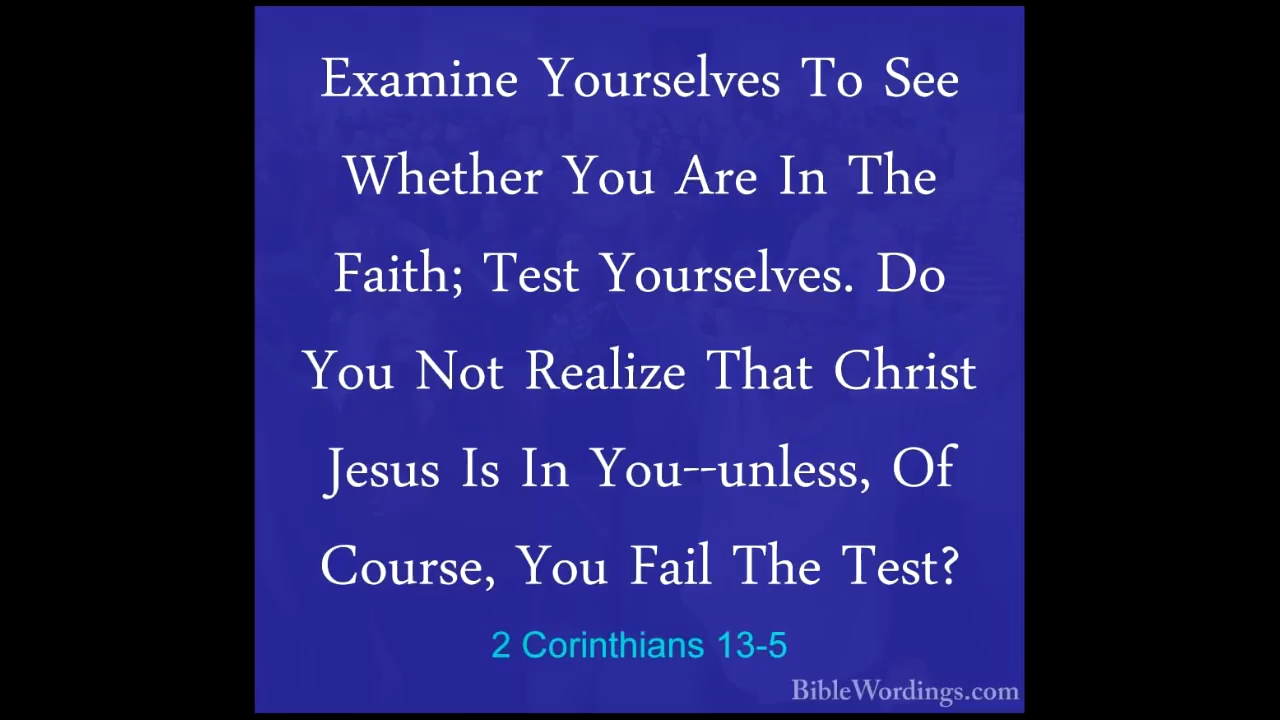 Examine Yourselves To See
Whether You Are In The
Faith; Test Yourselves. Do
You Not Realize That Christ
Jesus Is In You--unless, Of
Course, You Fail The Test?
2 Corinthians 13-5
BibleWordings.com